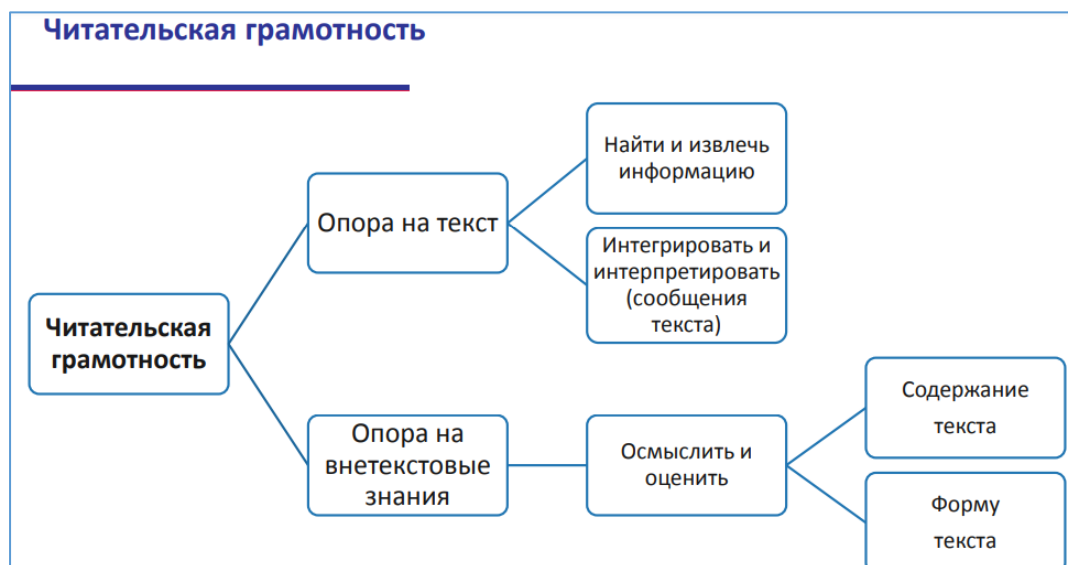 Читательская грамотность
Найти и извлечь
информацию
Опора на текст
Интегрировать и
интерпретировать
(сообщения
текста)
Читательская
грамотность
Опора на
внетекстовые
знания
Осмыслить и
оценить
Содержание
текста
Форму
текста